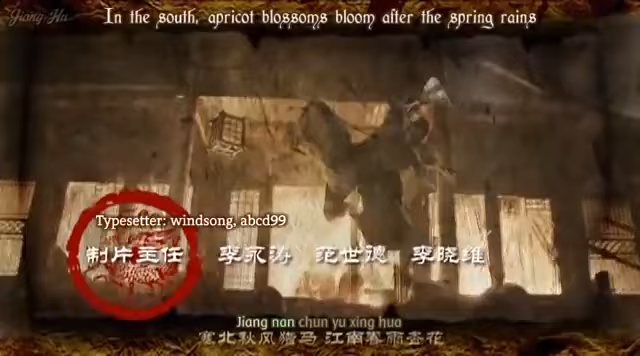 Jiang Hu
In the south, apricot blossoms bloom after the spring rains
Typesetter: windsong, abcd99
制片主任 李永涛 范世德 李晓维
Jiang nan chun yu xing hua
塞北秋风猎马 江南春雨杏花